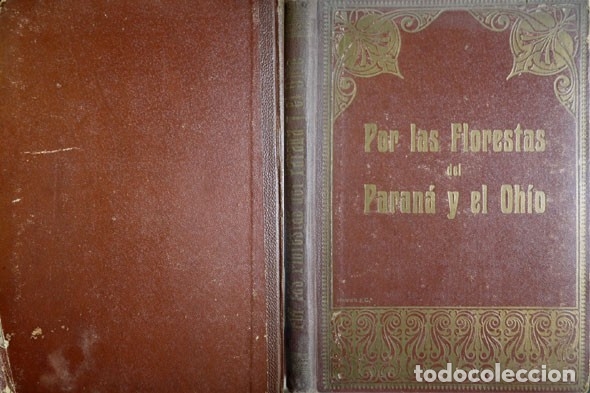 Por las Florestas
del
Paraná y el Ohío
todocoleccion